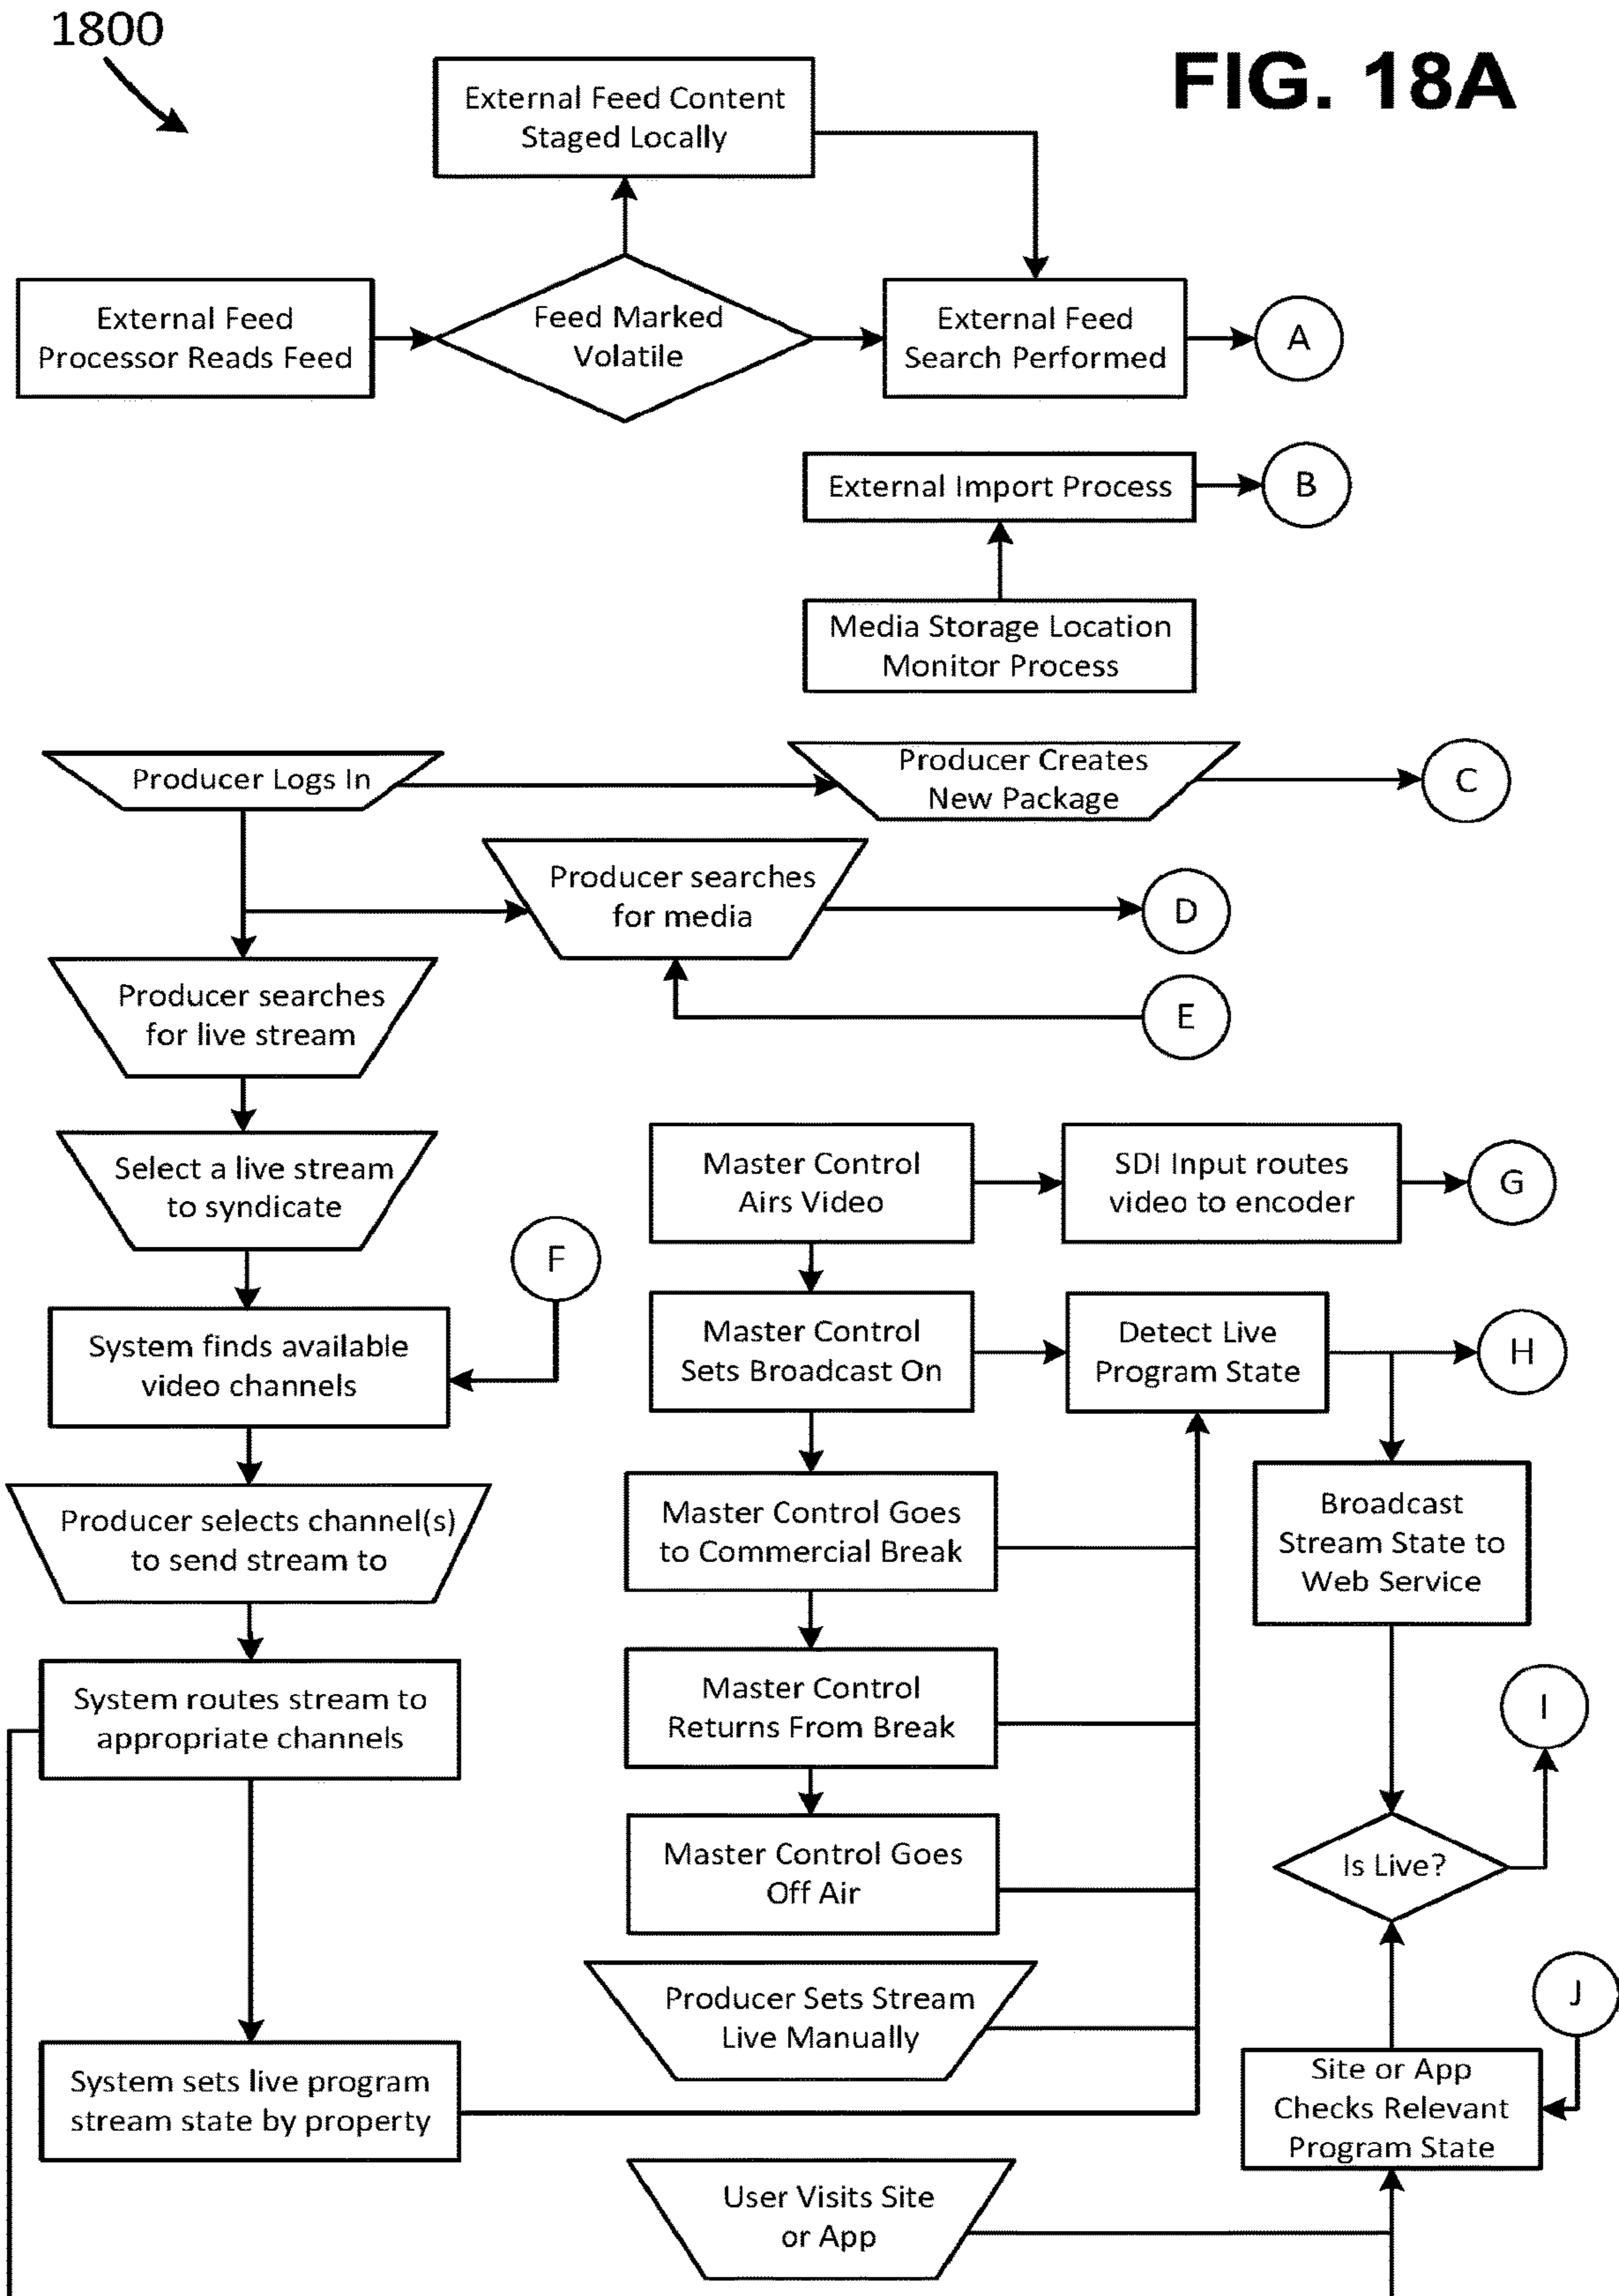 1800
FIG. 18A
External Feed Content
Staged Locally
External Feed
Processor Reads Feed
Feed Marked
Volatile
External Feed
Search Performed
A
External Import Process
B
Media Storage Location
Monitor Process
Producer Logs In
Producer Creates
New Package
C
Producer searches
for media
D
Producer searches
for live stream
E
Select a live stream
to syndicate
Master Control
Airs Video
SDI Input routes
video to encoder
G
F
System finds available
video channels
Master Control
Sets Broadcast On
Detect Live
Program State
H
Producer selects channel(s)
to send stream to
Master Control Goes
to Commercial Break
Broadcast
Stream State to
Web Service
System routes stream to
appropriate channels
Master Control
Returns From Break
I
Master Control Goes
Off Air
Is Live?
Producer Sets Stream
Live Manually
J
System sets live program
stream state by property
Site or App
Checks Relevant
Program State
User Visits Site
or App